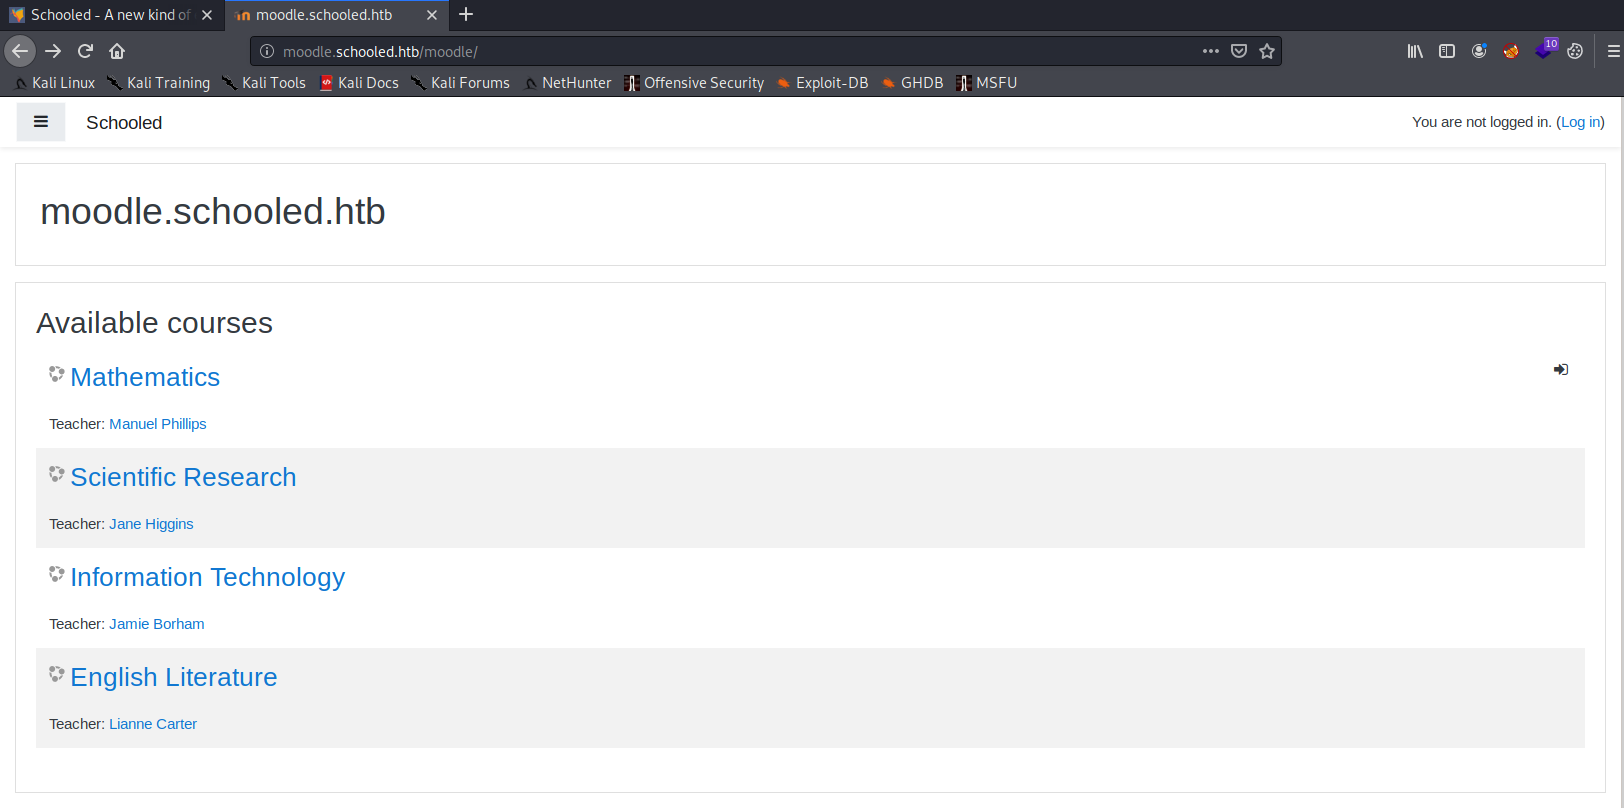 Schooled - A new kind of
moodle.schooled.htb
moodle.schooled.htb/moodle/
10
Kali Linux Kali Training Kali Tools Kali Docs Kali Forums NetHunter Offensive Security Exploit-DB GHDB MSFU
Schooled
You are not logged in. (Log in)
moodle.schooled.htb
Available courses
Mathematics
Teacher: Manuel Phillips
Scientific Research
Teacher: Jane Higgins
Information Technology
Teacher: Jamie Borham
English Literature
Teacher: Lianne Carter